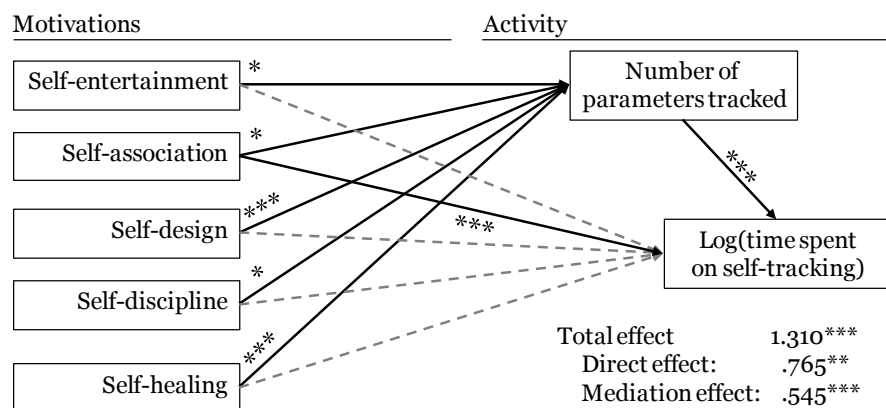 Motivations
Activity
Self-entertainment
*
Number of
parameters tracked
Self-association
*
***
Self-design
***
***
Log(time spent
on self-tracking)
Self-discipline
*
Self-healing
***
Total effect 1.310***
Direct effect: .765**
Mediation effect: .545***